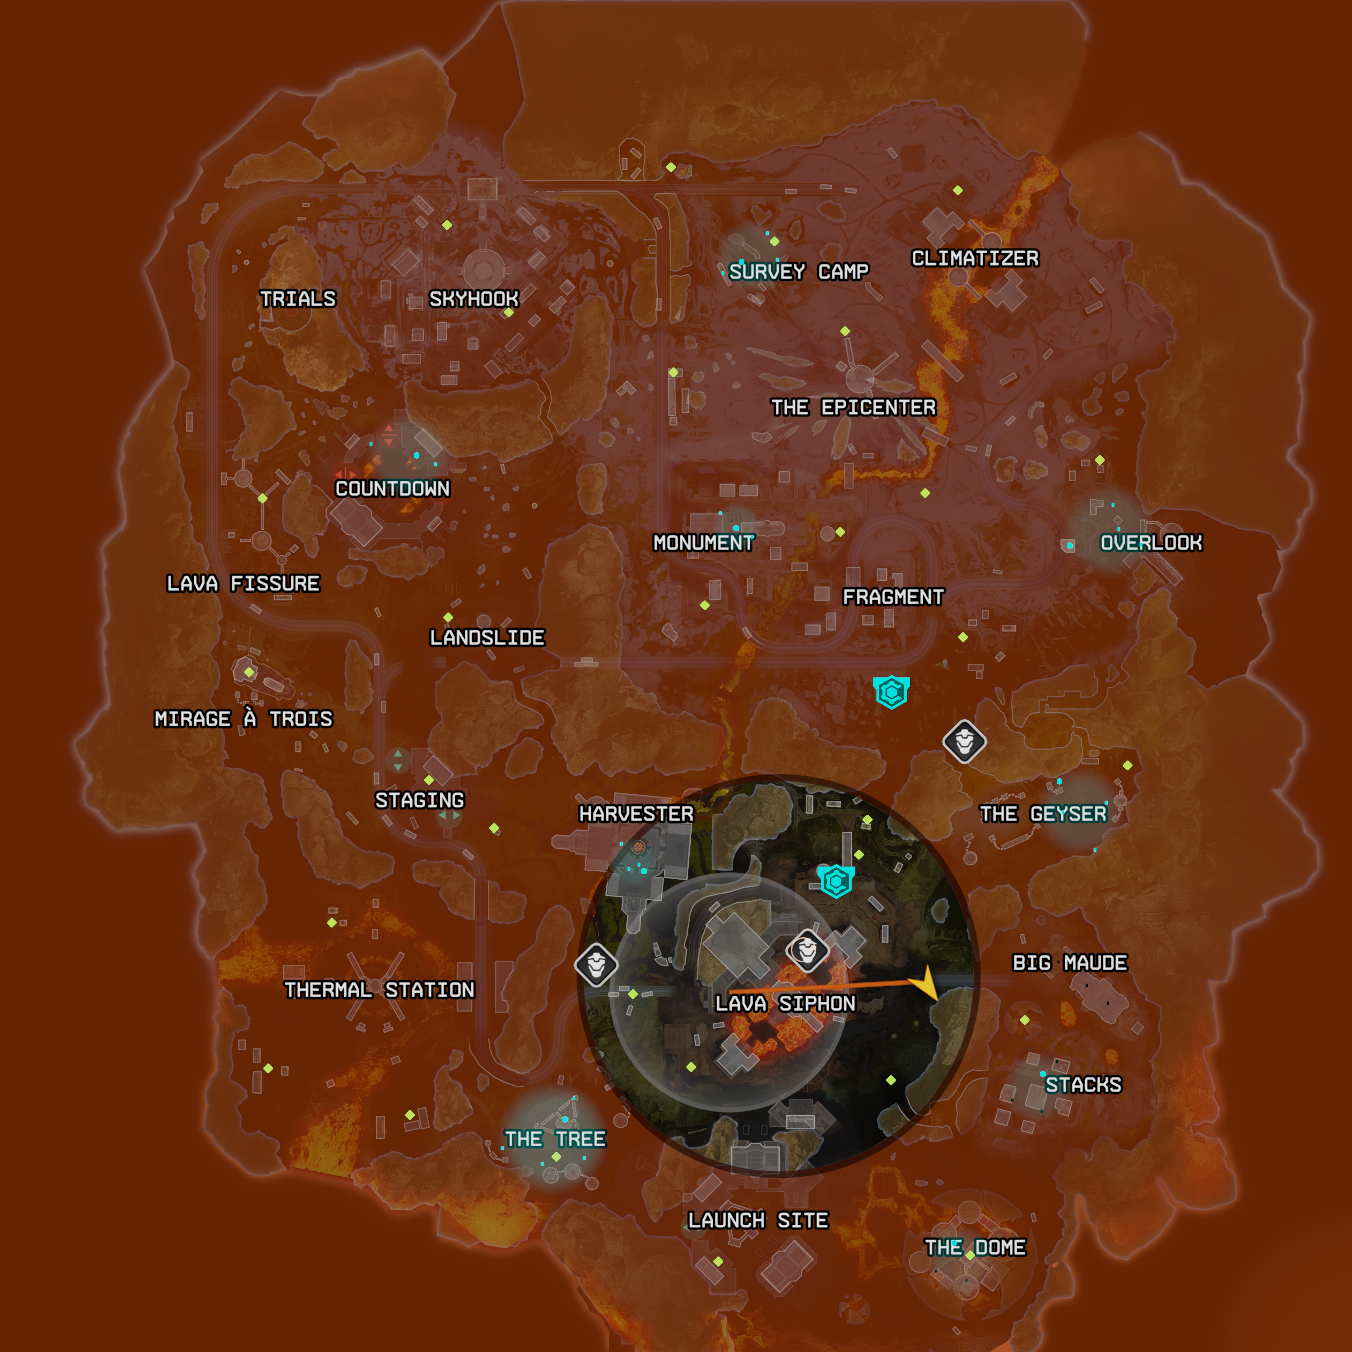 CLIMATIZER
SURVEY CAMP
TRIALS
SKYHOOK
THE EPICENTER
COUNTDOWN
MONUMENT
OVERLOOK
LAVA FISSURE
FRAGMENT
LANDSLIDE
MIRAGE À TROIS
STAGING
HARVESTER
THE GEYSER
BIG MAUDE
THERMAL STATION
LAVA SIPHON
STACKS
THE TREE
LAUNCH SITE
THE DOME